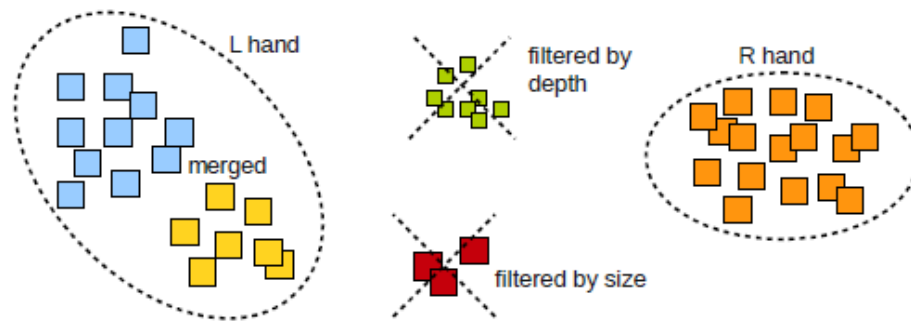 L hand
filtered by
depth
R hand
merged
filtered by size